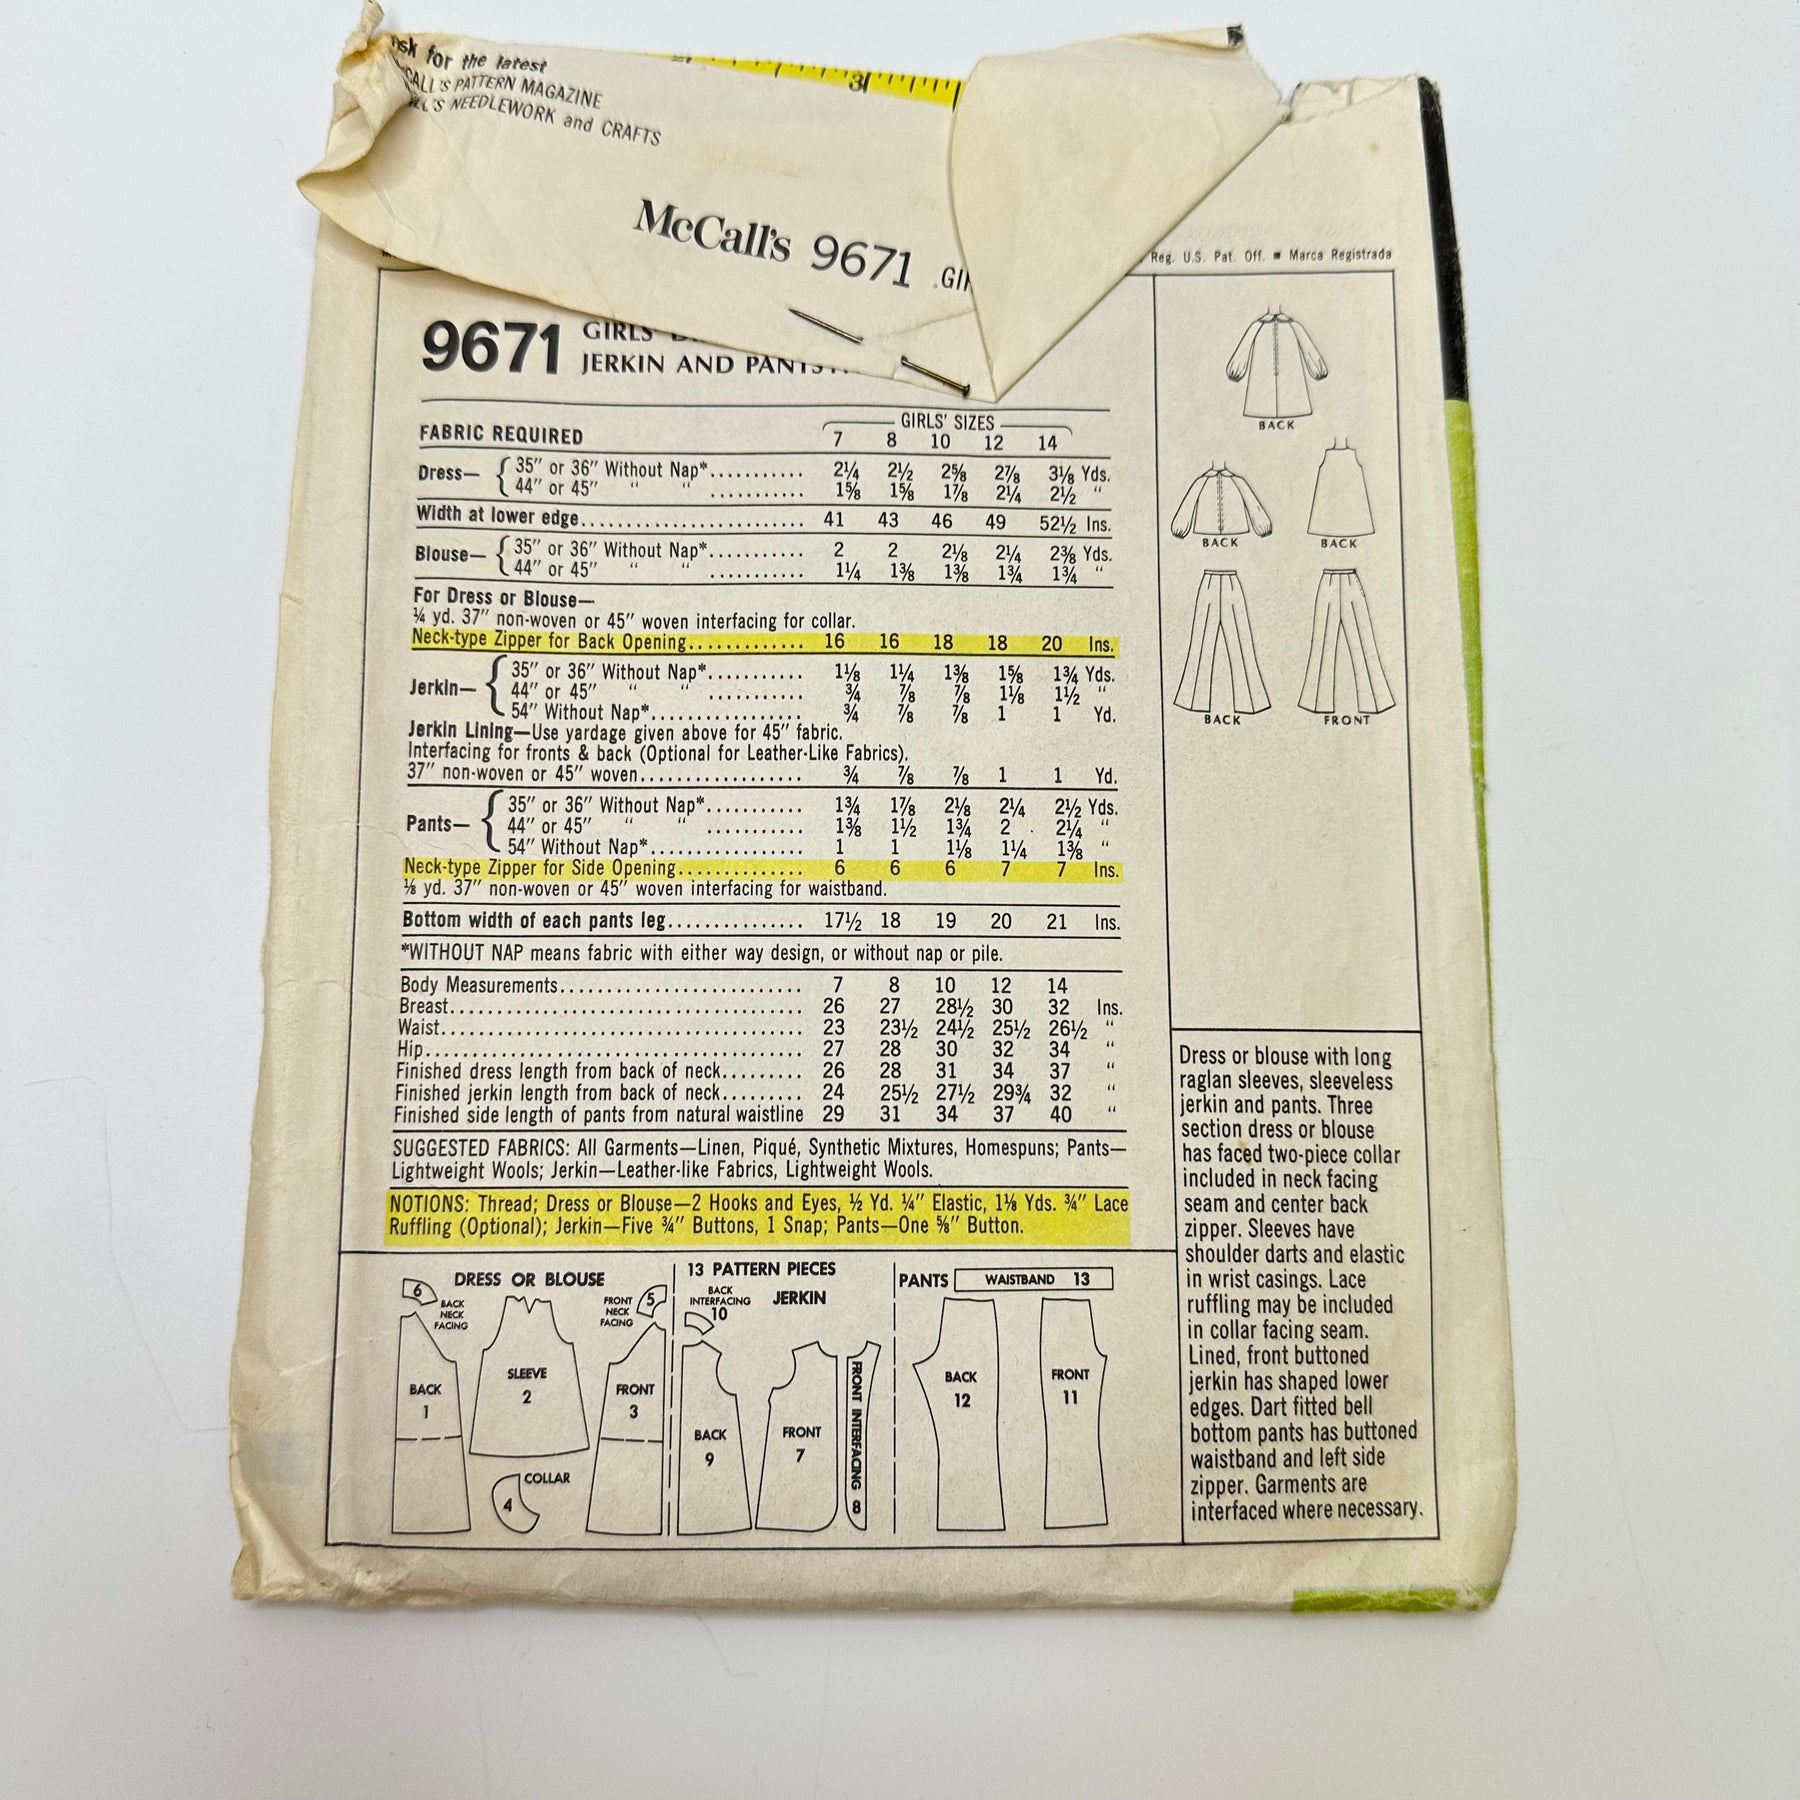 for the latest
PATTERN MAGAZINE
NEEDLEWORK and CRAFTS
2
3
McCall's 9671
Reg. U.S. Pat. Off. ■ Marca Registrada
9671 GIRLS'
JERKIN AND
FABRIC REQUIRED
GIRLS' SIZES
7 8 10 12 14
Dress— { 35″ or 36″ Without Nap*........... 2¼ 2½ 2⅝ 2⅞ 3⅛ Yds.
44″ or 45″ “ “ ........... 1⅝ 1⅝ 1⅞ 2¼ 2½ “
Width at lower edge........................ 41 43 46 49 52½ Ins.
Blouse— { 35″ or 36″ Without Nap*........... 2 2 2⅛ 2¼ 2⅜ Yds.
44″ or 45″ “ “ ........... 1¼ 1⅜ 1⅜ 1¾ 1¾ “
For Dress or Blouse—
¼ yd. 37″ non-woven or 45″ woven interfacing for collar.
Neck-type Zipper for Back Opening............. 16 16 18 18 20 Ins.
Jerkin— { 35″ or 36″ Without Nap*........... 1⅛ 1¼ 1⅜ 1⅝ 1¾ Yds.
44″ or 45″ “ “ ........... ¾ ⅞ ⅞ 1⅛ 1½ “
54″ Without Nap*................. ¾ ⅞ ⅞ 1 1 Yd.
Jerkin Lining—Use yardage given above for 45″ fabric.
Interfacing for fronts & back (Optional for Leather-Like Fabrics).
37″ non-woven or 45″ woven.................. ¾ ⅞ ⅞ 1 1 Yd.
Pants— { 35″ or 36″ Without Nap*........... 1¾ 1⅞ 2⅛ 2¼ 2½ Yds.
44″ or 45″ “ “ ........... 1⅜ 1½ 1¾ 2 2¼ “
54″ Without Nap*................. 1 1 1⅛ 1¼ 1⅜ “
Neck-type Zipper for Side Opening.............. 6 6 6 7 7 Ins.
⅛ yd. 37″ non-woven or 45″ woven interfacing for waistband.
Bottom width of each pants leg............... 17½ 18 19 20 21 Ins.
*WITHOUT NAP means fabric with either way design, or without nap or pile.
Body Measurements.......................... 7 8 10 12 14
Breast...................................... 26 27 28½ 30 32 Ins.
Waist....................................... 23 23½ 24½ 25½ 26½ “
Hip......................................... 27 28 30 32 34 “
Finished dress length from back of neck......... 26 28 31 34 37 “
Finished jerkin length from back of neck......... 24 25½ 27½ 29¾ 32 “
Finished side length of pants from natural waistline 29 31 34 37 40 “
SUGGESTED FABRICS: All Garments—Linen, Piqué, Synthetic Mixtures, Homespuns; Pants—
Lightweight Wools; Jerkin—Leather-like Fabrics, Lightweight Wools.
NOTIONS: Thread; Dress or Blouse—2 Hooks and Eyes, ½ Yd. ¼″ Elastic, 1⅛ Yds. ¾″ Lace
Ruffling (Optional); Jerkin—Five ¾″ Buttons, 1 Snap; Pants—One ⅝″ Button.
BACK
BACK
BACK
BACK
FRONT
Dress or blouse with long
raglan sleeves, sleeveless
jerkin and pants. Three
section dress or blouse
has faced two-piece collar
included in neck facing
seam and center back
zipper. Sleeves have
shoulder darts and elastic
in wrist casings. Lace
ruffling may be included
in collar facing seam.
Lined, front buttoned
jerkin has shaped lower
edges. Dart fitted bell
bottom pants has buttoned
waistband and left side
zipper. Garments are
interfaced where necessary.
DRESS OR BLOUSE
6
BACK
NECK
FACING
FRONT
NECK
FACING
5
BACK
1
SLEEVE
2
FRONT
3
COLLAR
4
13 PATTERN PIECES
BACK
INTERFACING
10
JERKIN
BACK
9
FRONT
7
FRONT INTERFACING 8
PANTS
WAISTBAND 13
BACK
12
FRONT
11